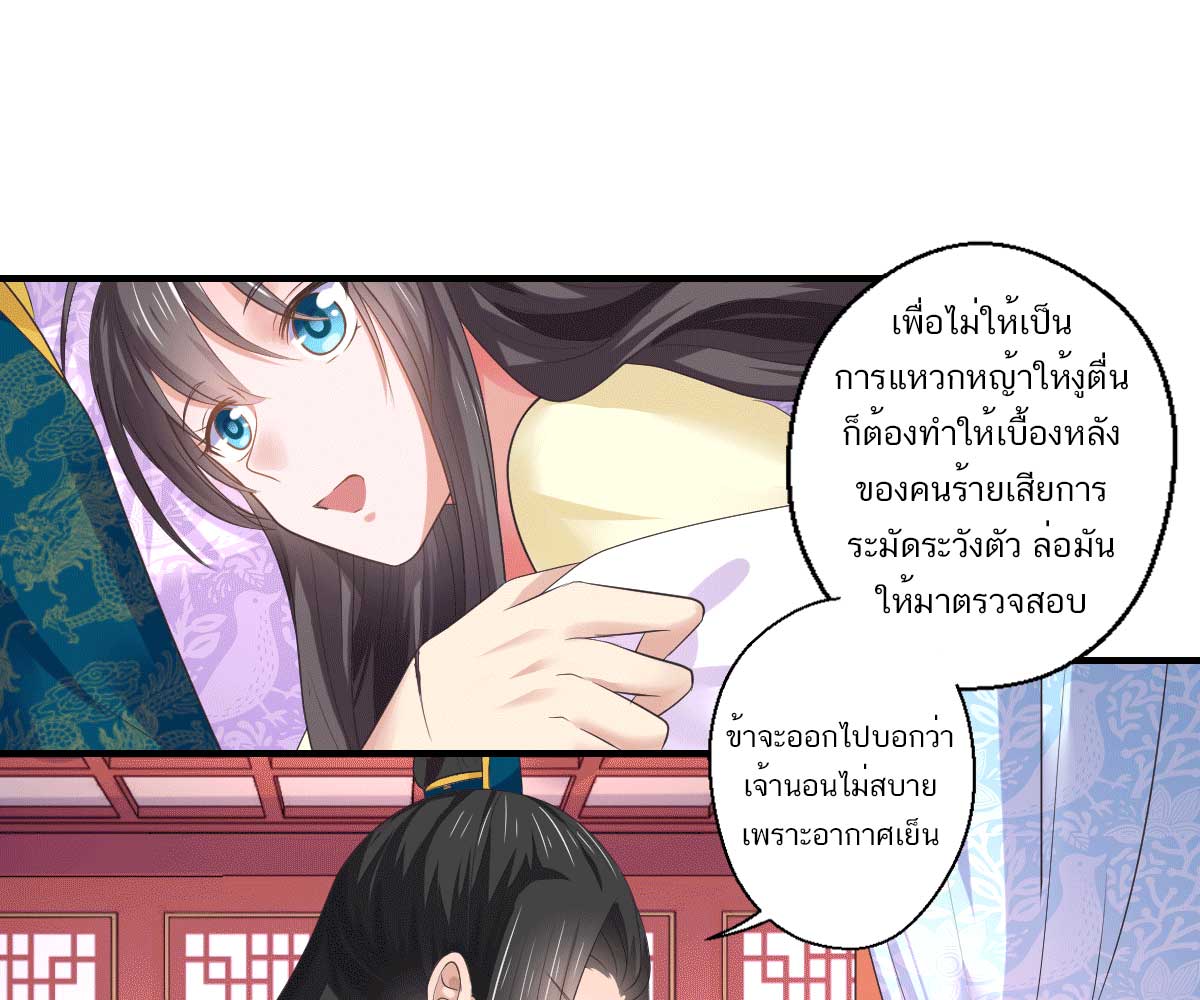 เพื่อไม่ให้เป็น
การแหวกหญ้าให้งูตื่น
ก็ต้องทำให้เบื้องหลัง
ของคนร้ายเสียการ
ระมัดระวังตัว ล่อมัน
ให้มาตรวจสอบ
ข้าจะออกไปบอกว่า
เจ้านอนไม่สบาย
เพราะอากาศเย็น